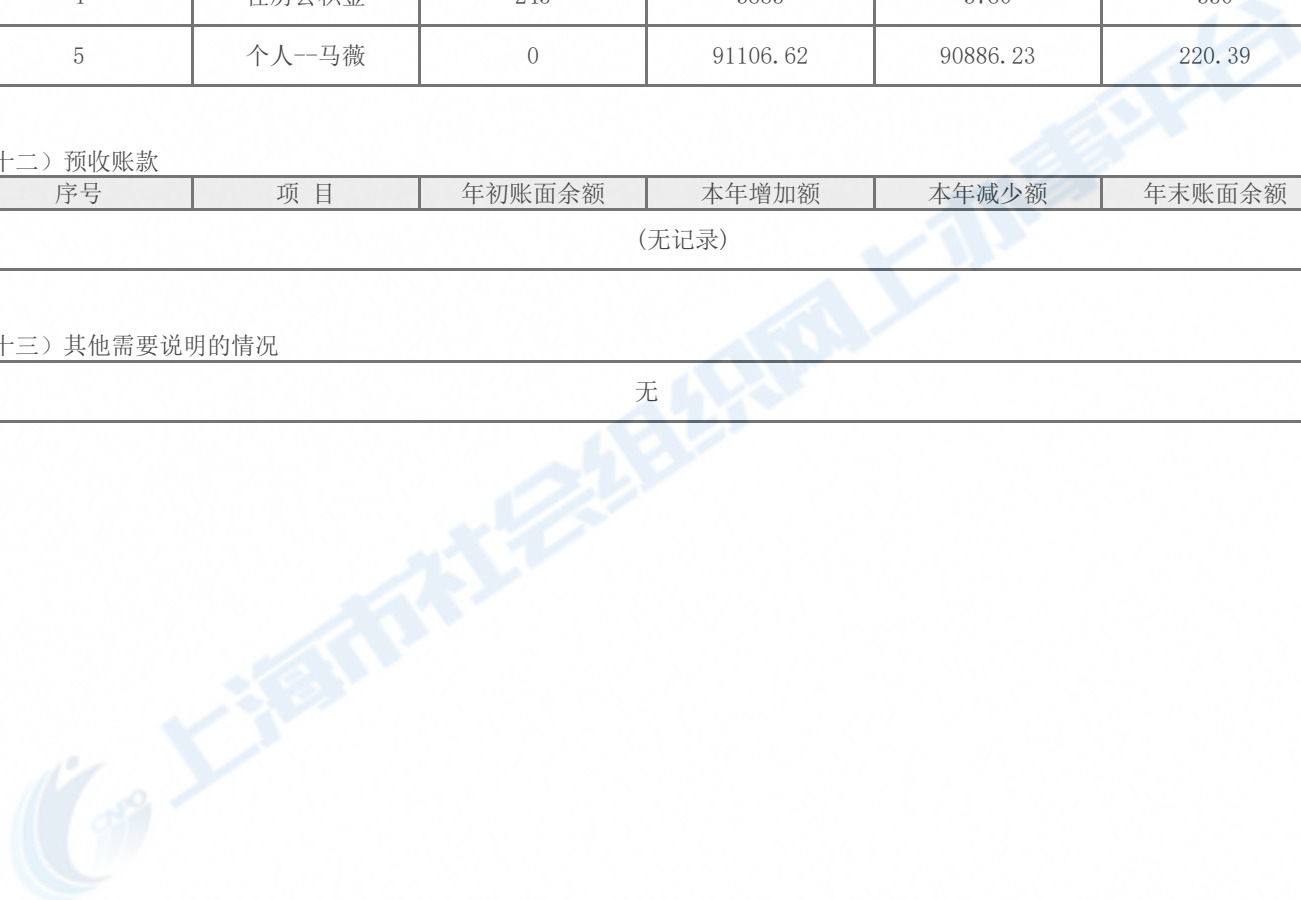 5 个人--马薇 0 91106.62 90886.23 220.39
十二）预收账款
序号 项 目 年初账面余额 本年增加额 本年减少额 年末账面余额
(无记录)
十三）其他需要说明的情况
无
上海市社会组织网上办事平台
CNPO